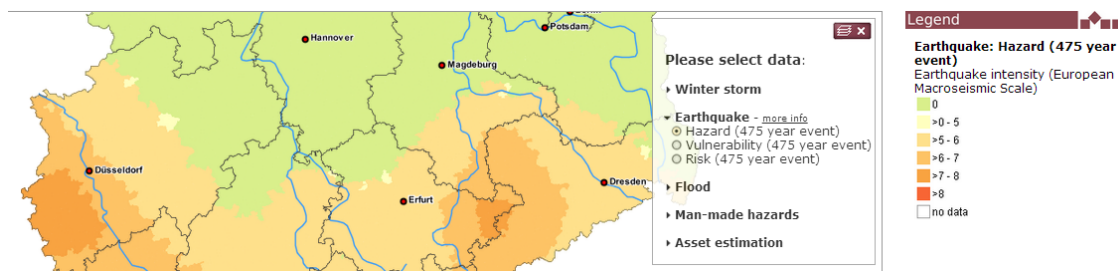 Berlin
Potsdam
Hannover
Magdeburg
Düsseldorf
Erfurt
Dresden
Please select data:
Winter storm
Earthquake - more info
Hazard (475 year event)
Vulnerability (475 year event)
Risk (475 year event)
Flood
Man-made hazards
Asset estimation
Legend
Earthquake: Hazard (475 year
event)
Earthquake intensity (European
Macroseismic Scale)
0
>0 - 5
>5 - 6
>6 - 7
>7 - 8
>8
no data